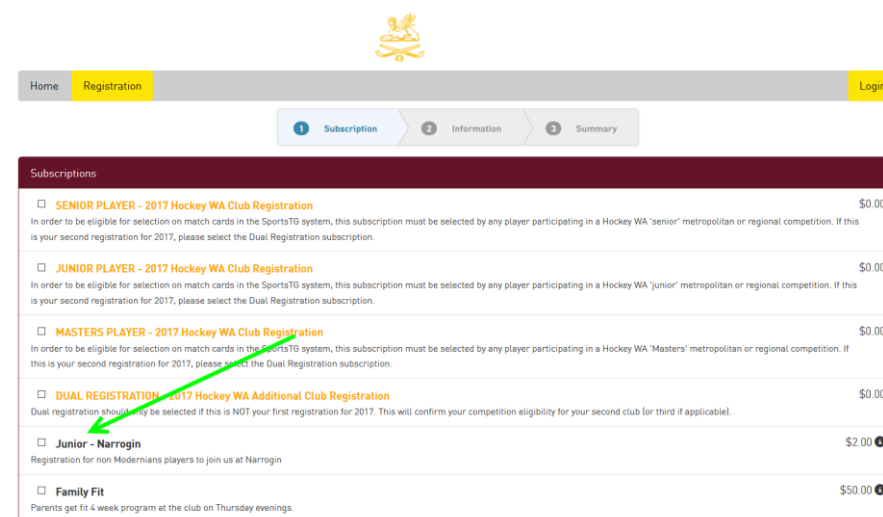 Home Registration Login
1 Subscription 2 Information 3 Summary
Subscriptions
SENIOR PLAYER - 2017 Hockey WA Club Registration $0.00
In order to be eligible for selection on match cards in the SportsTG system, this subscription must be selected by any player participating in a Hockey WA 'senior' metropolitan or regional competition. If this
is your second registration for 2017, please select the Dual Registration subscription.
JUNIOR PLAYER - 2017 Hockey WA Club Registration $0.00
In order to be eligible for selection on match cards in the SportsTG system, this subscription must be selected by any player participating in a Hockey WA 'junior' metropolitan or regional competition. If this
is your second registration for 2017, please select the Dual Registration subscription.
MASTERS PLAYER - 2017 Hockey WA Club Registration $0.00
In order to be eligible for selection on match cards in the SportsTG system, this subscription must be selected by any player participating in a Hockey WA 'Masters' metropolitan or regional competition. If
this is your second registration for 2017, please select the Dual Registration subscription.
DUAL REGISTRATION - 2017 Hockey WA Additional Club Registration $0.00
Dual registration should only be selected if this is NOT your first registration for 2017. This will confirm your competition eligibility for your second club (or third if applicable).
Junior - Narrogin $2.00
Registration for non Modernians players to join us at Narrogin
Family Fit $50.00
Parents get fit 4 week program at the club on Thursday evenings.